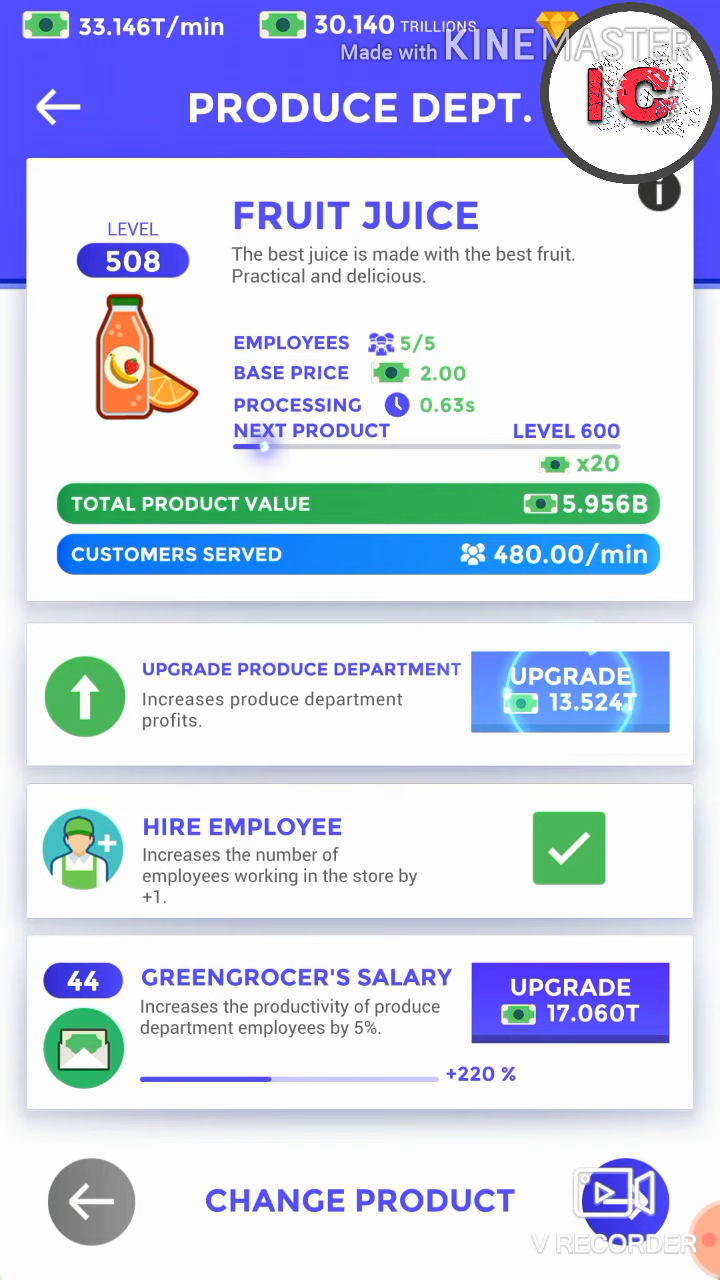 33.146T/min
30.140 TRILLIONS
Made with KINEMASTER
PRODUCE DEPT.
IC
i
LEVEL
508
FRUIT JUICE
The best juice is made with the best fruit.
Practical and delicious.
EMPLOYEES 5/5
BASE PRICE 2.00
PROCESSING 0.63s
NEXT PRODUCT LEVEL 600
x20
TOTAL PRODUCT VALUE 5.956B
CUSTOMERS SERVED 480.00/min
UPGRADE PRODUCE DEPARTMENT
Increases produce department
profits.
UPGRADE
13.524T
HIRE EMPLOYEE
Increases the number of
employees working in the store by
+1.
44
GREENGROCER'S SALARY
Increases the productivity of produce
department employees by 5%.
+220 %
UPGRADE
17.060T
CHANGE PRODUCT
V RECORDER